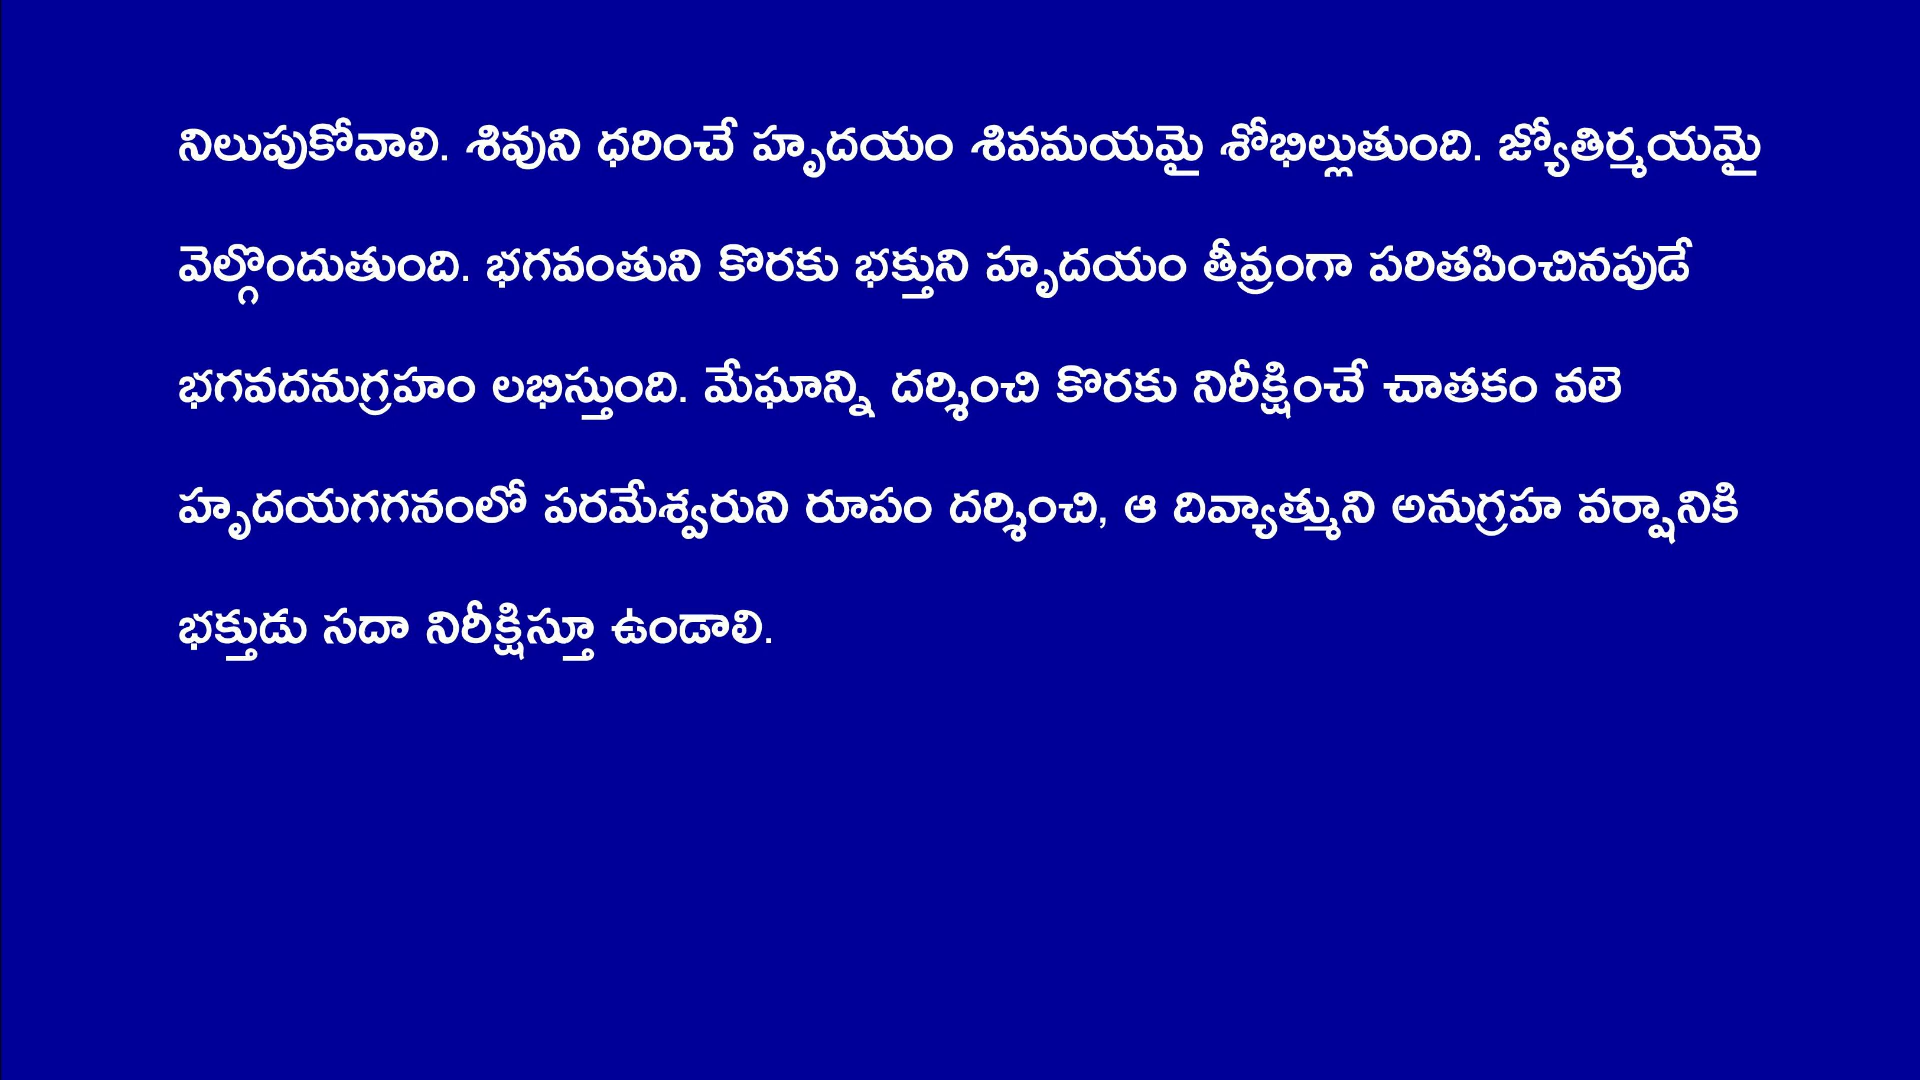 నిలుపుకోవాలి. శివుని ధరించే హృదయం శివమయమై శోభిల్లుతుంది. జ్యోతిర్మయమై
వెల్గొందుతుంది. భగవంతుని కొరకు భక్తుని హృదయం తీవ్రంగా పరితపించినపుడే
భగవదనుగ్రహం లభిస్తుంది. మేఘాన్ని దర్శించి కొరకు నిరీక్షించే చాతకం వలె
హృదయగగనంలో పరమేశ్వరుని రూపం దర్శించి, ఆ దివ్యాత్ముని అనుగ్రహ వర్షానికి
భక్తుడు సదా నిరీక్షిస్తూ ఉండాలి.